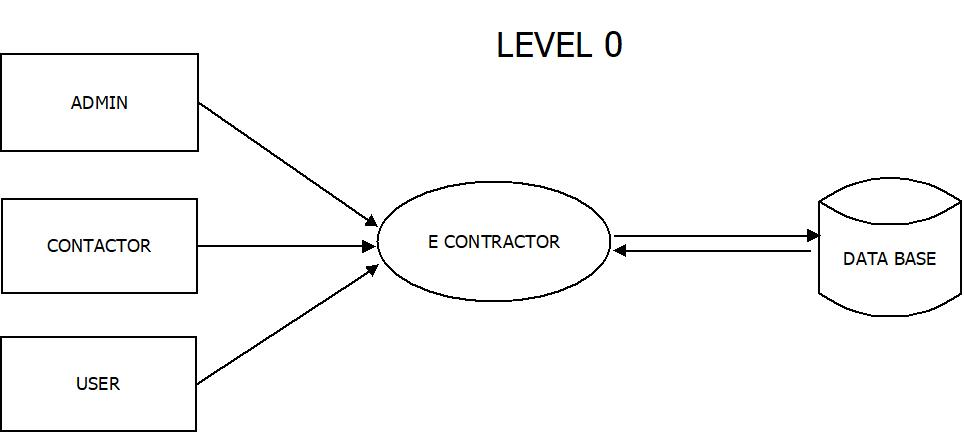 LEVEL 0
ADMIN
CONTACTOR
E CONTRACTOR
DATA BASE
USER